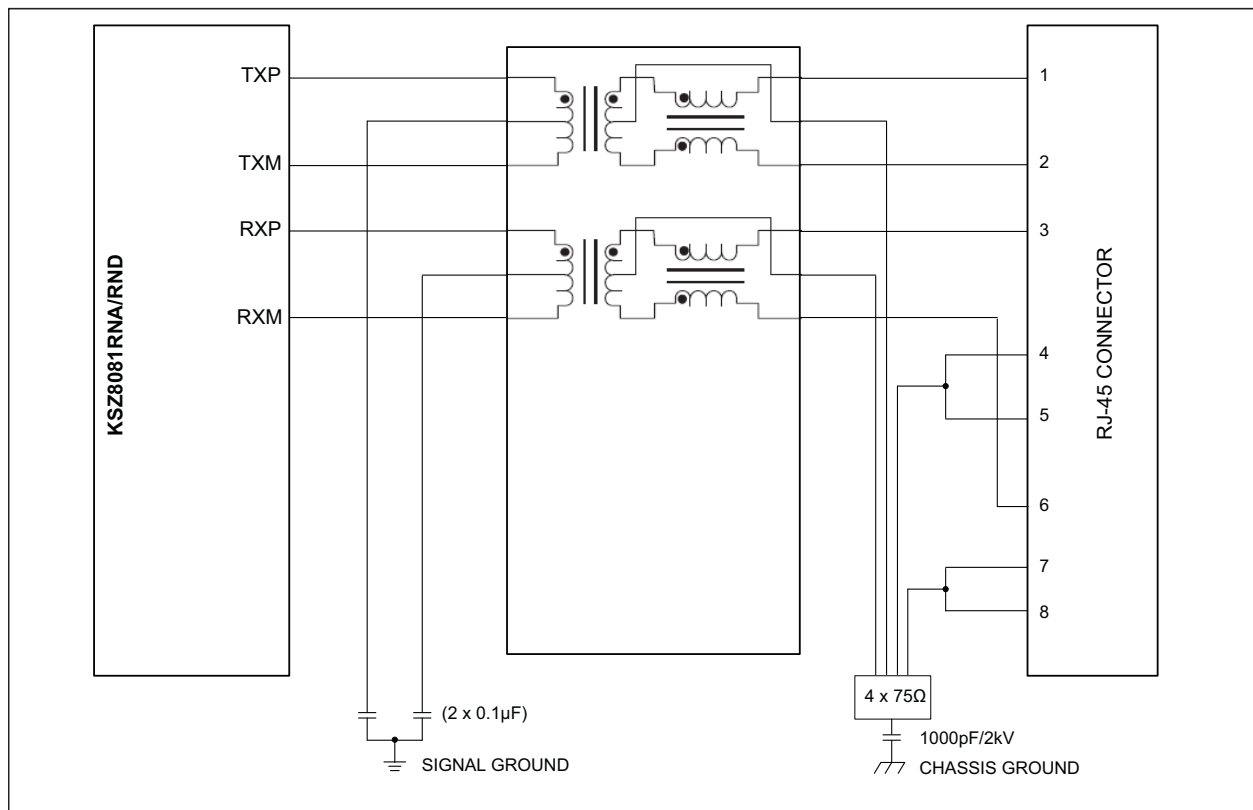 KSZ8081RNA/RND
TXP
TXM
RXP
RXM
1
2
3
4
5
6
7
8
RJ-45 CONNECTOR
(2 x 0.1µF)
SIGNAL GROUND
4 x 75Ω
1000pF/2kV
CHASSIS GROUND